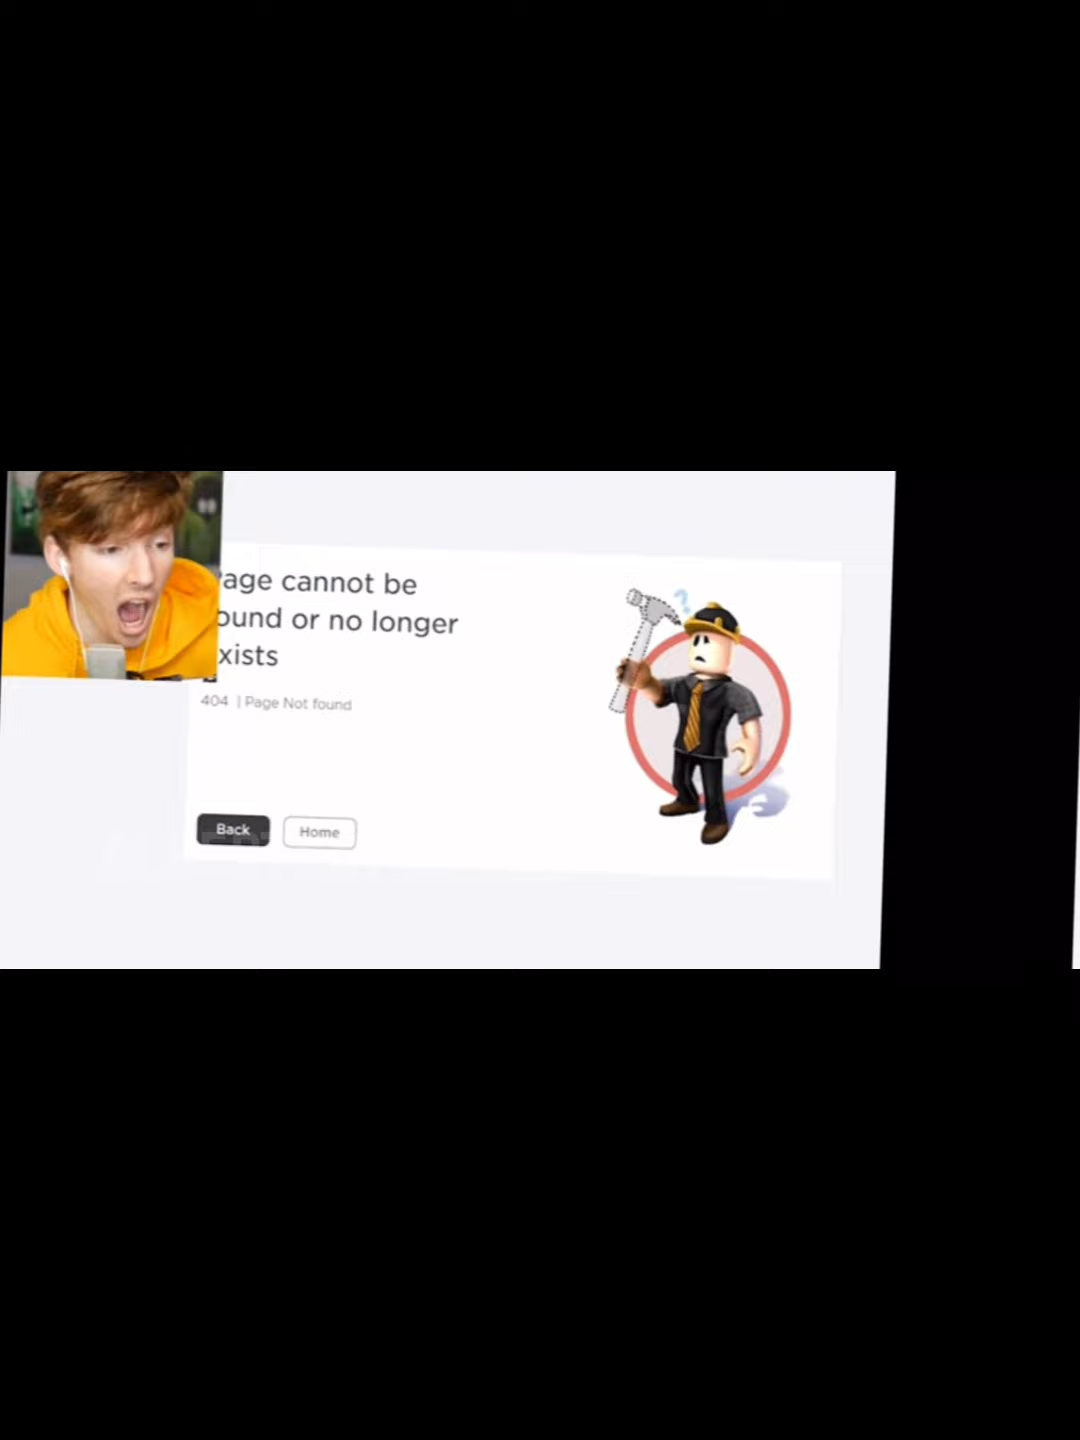 age cannot be
ound or no longer
xists
404 | Page Not found
Back
Home